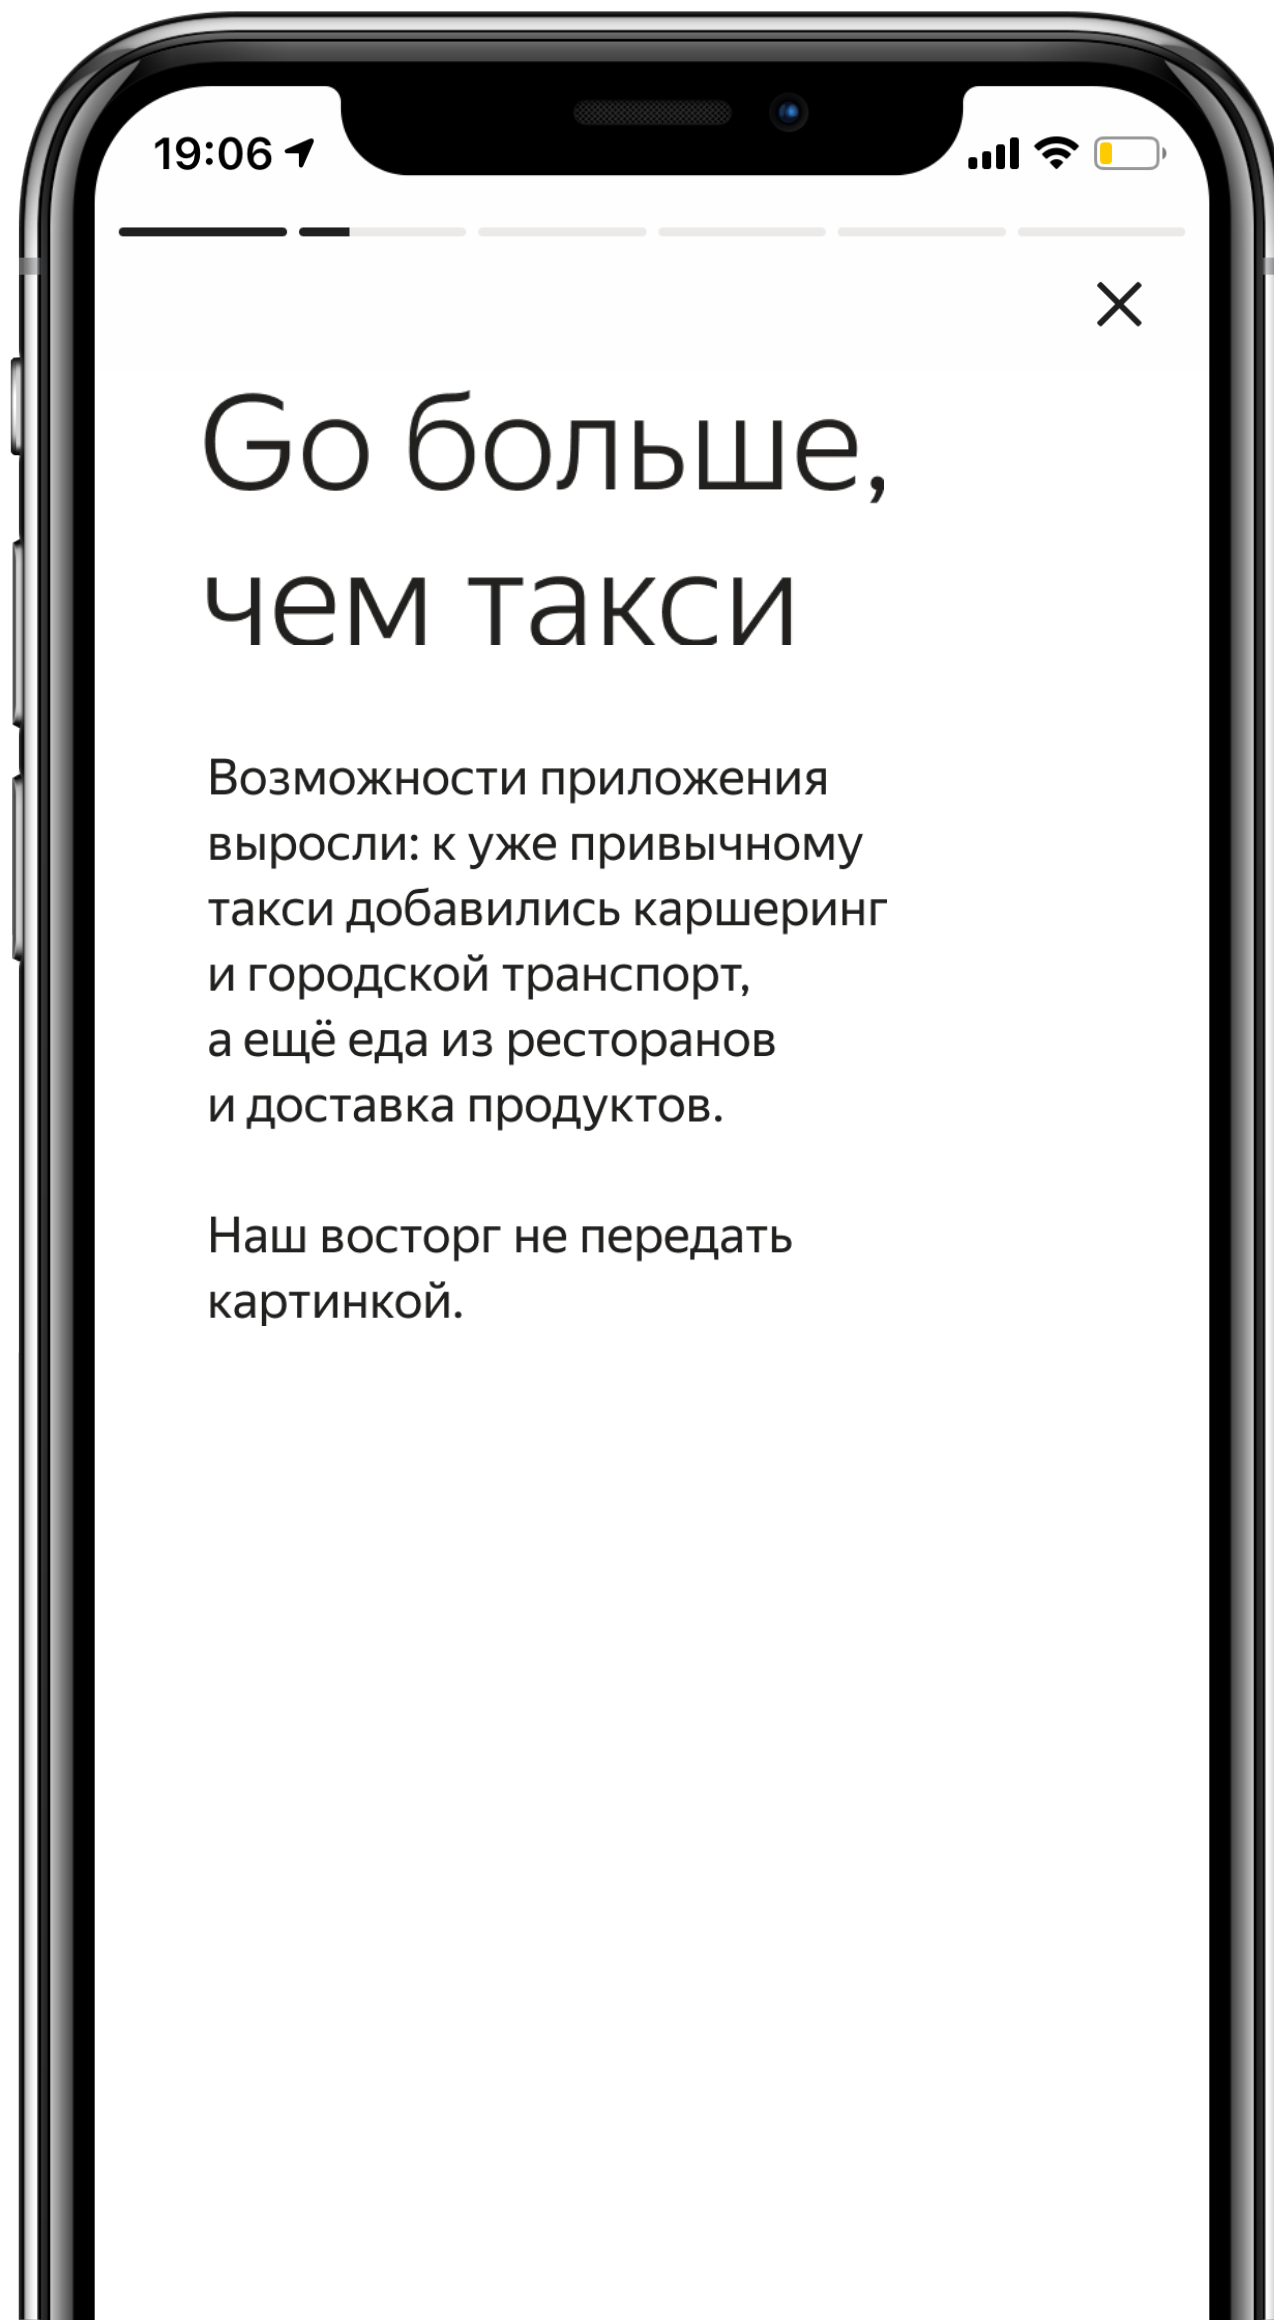 19:06
Go больше,
чем такси
Возможности приложения
выросли: к уже привычному
такси добавились каршеринг
и городской транспорт,
а ещё еда из ресторанов
и доставка продуктов.
Наш восторг не передать
картинкой.